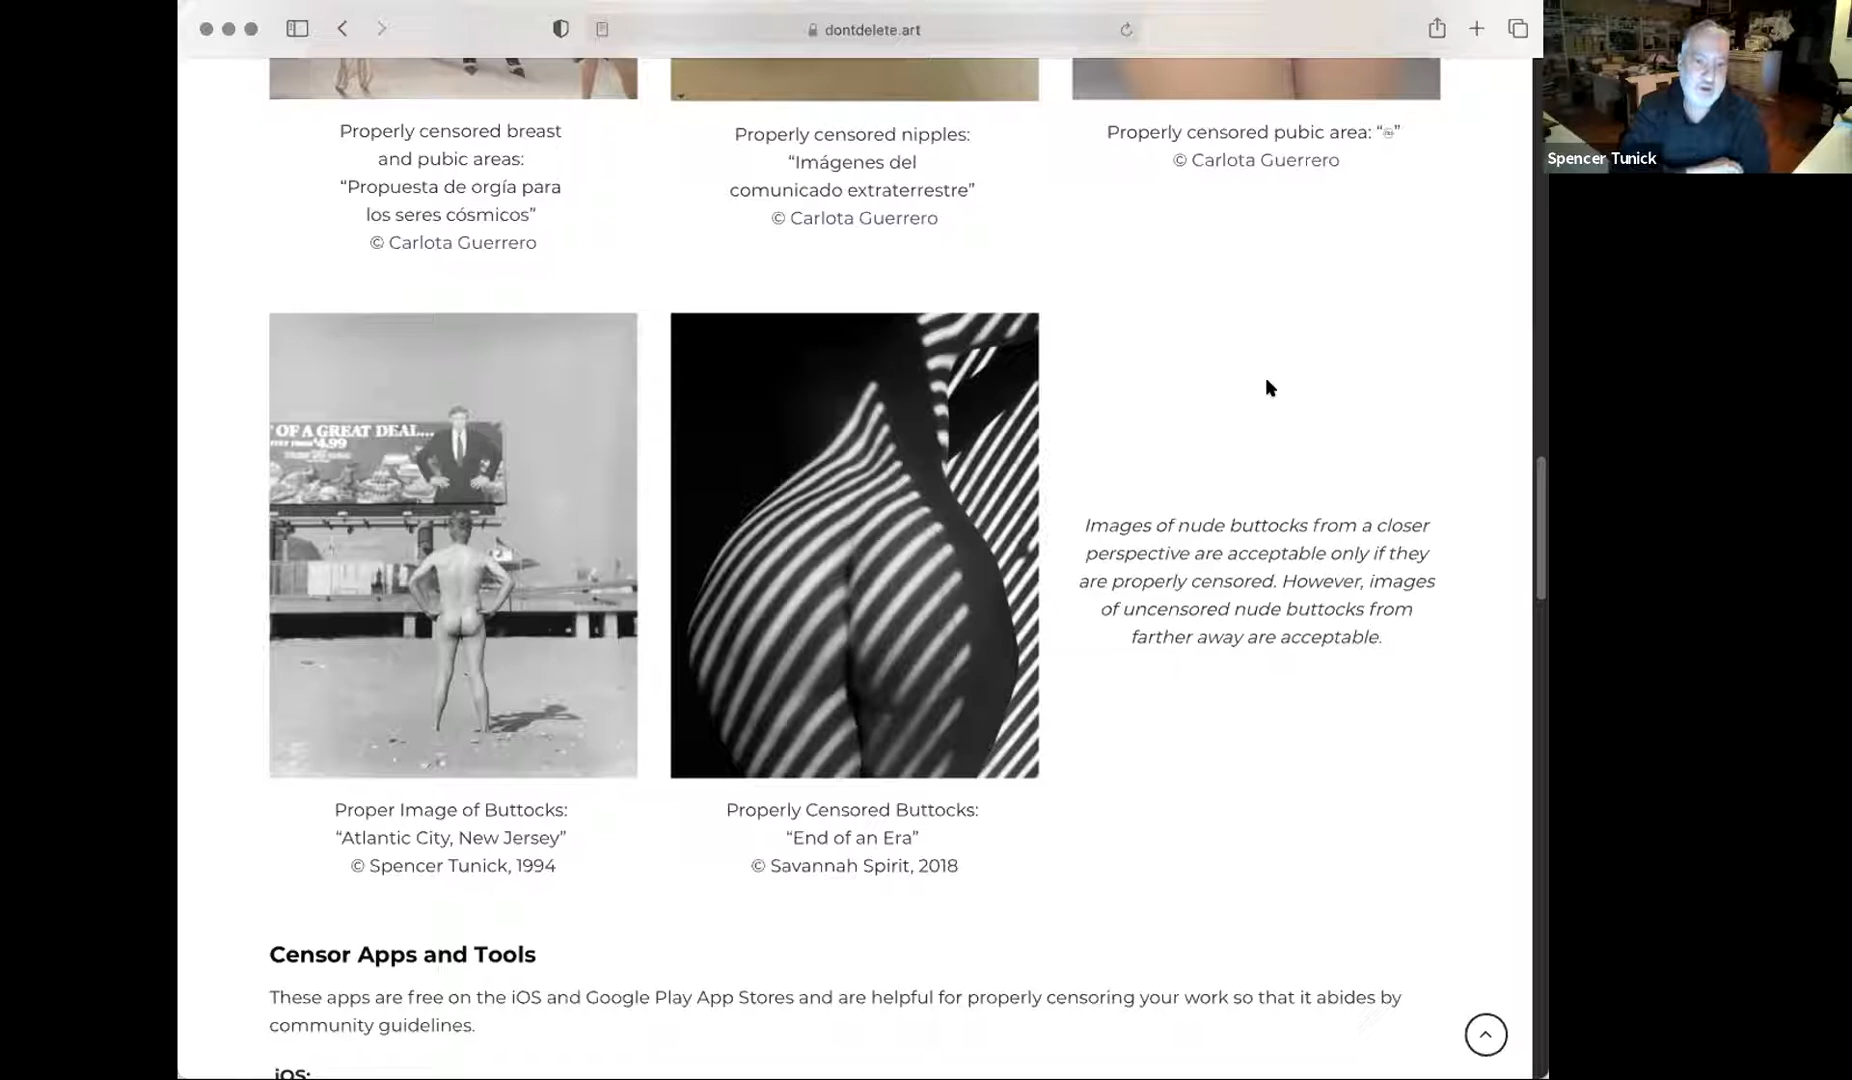 dontdelete.art
Spencer Tunick
Properly censored breast
and pubic areas:
“Propuesta de orgía para
los seres cósmicos”
© Carlota Guerrero
Properly censored nipples:
“Imágenes del
comunicado extraterrestre”
© Carlota Guerrero
Properly censored pubic area: “ ”
© Carlota Guerrero
OF A GREAT DEAL...
$4.99
Images of nude buttocks from a closer
perspective are acceptable only if they
are properly censored. However, images
of uncensored nude buttocks from
farther away are acceptable.
Proper Image of Buttocks:
“Atlantic City, New Jersey”
© Spencer Tunick, 1994
Properly Censored Buttocks:
“End of an Era”
© Savannah Spirit, 2018
Censor Apps and Tools
These apps are free on the iOS and Google Play App Stores and are helpful for properly censoring your work so that it abides by
community guidelines.
iOS: